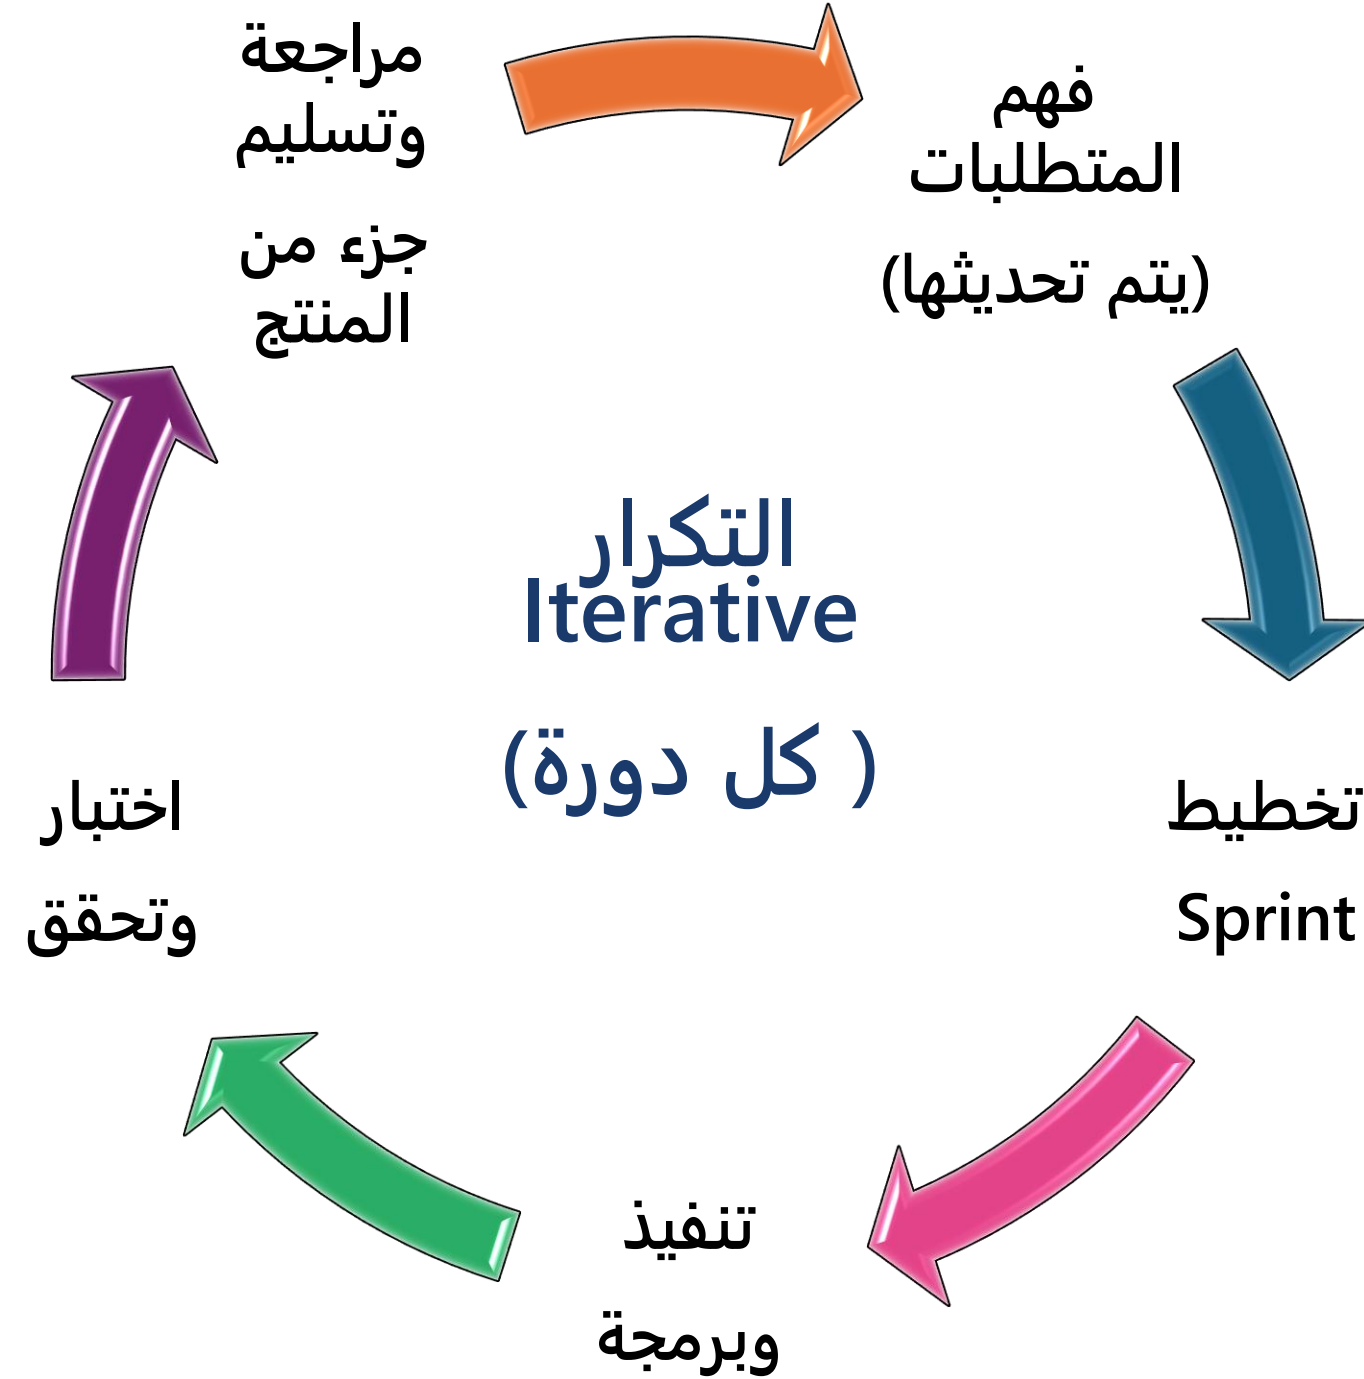 فهم
المتطلبات
(يتم تحديثها)
تخطيط
Sprint
تنفيذ
وبرمجة
اختبار
وتحقق
مراجعة
وتسليم
جزء من
المنتج
التكرار
Iterative
( كل دورة)